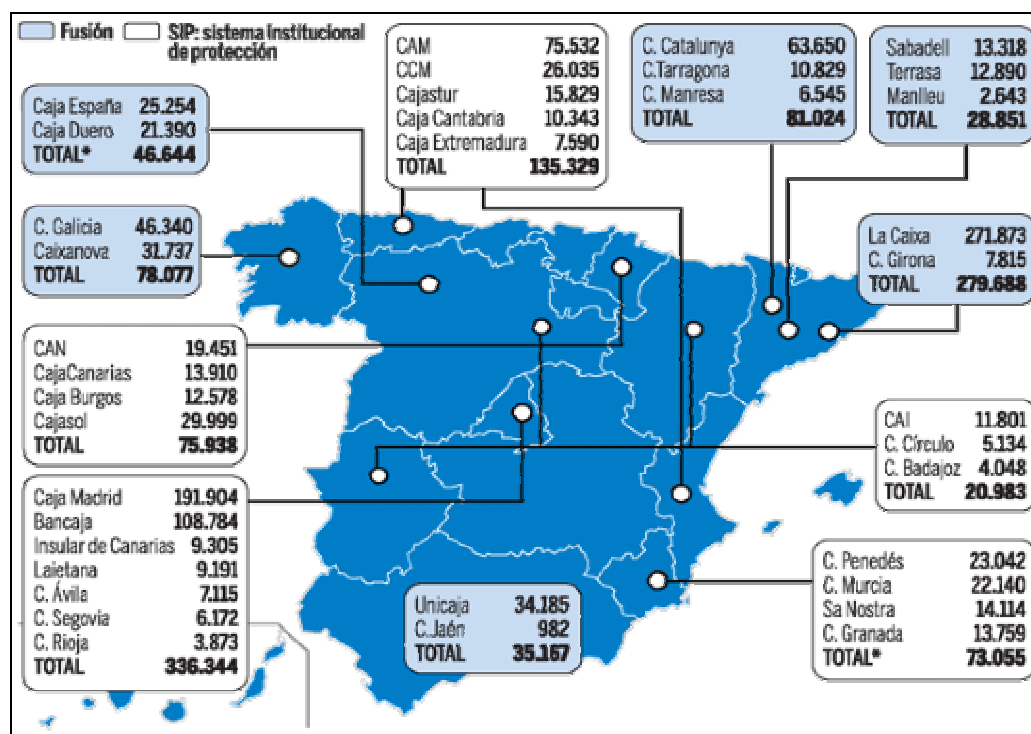 Fusión
SIP: sistema institucional
de protección
Caja España 25.254
Caja Duero 21.390
TOTAL* 46.644
CAM 75.532
CCM 26.035
Cajastur 15.829
Caja Cantabria 10.343
Caja Extremadura 7.590
TOTAL 135.329
C. Catalunya 63.650
C.Tarragona 10.829
C. Manresa 6.545
TOTAL 81.024
Sabadell 13.318
Terrasa 12.890
Manlleu 2.643
TOTAL 28.851
C. Galicia 46.340
Caixanova 31.737
TOTAL 78.077
La Caixa 271.873
C. Girona 7.815
TOTAL 279.688
CAN 19.451
CajaCanarias 13.910
Caja Burgos 12.578
Cajasol 29.999
TOTAL 75.938
CAI 11.801
C. Círculo 5.134
C. Badajoz 4.048
TOTAL 20.983
Caja Madrid 191.904
Bancaja 108.784
Insular de Canarias 9.305
Laietana 9.191
C. Ávila 7.115
C. Segovia 6.172
C. Rioja 3.873
TOTAL 336.344
Unicaja 34.185
C.Jaén 982
TOTAL 35.167
C. Penedés 23.042
C. Murcia 22.140
Sa Nostra 14.114
C. Granada 13.759
TOTAL* 73.055